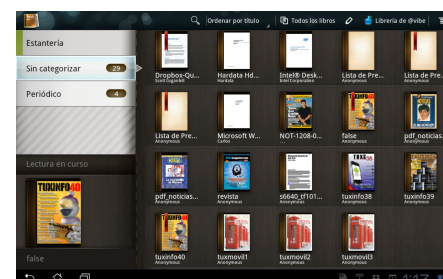 Ordenar por título
Todos los libros
Librería de @vibe
Estantería
Sin categorizar 29
Periódico 4
Lectura en curso
TUXINFO40
false
Dropbox-Qu...
Scott Loganbill
Hardata Hd...
Hardata
Intel® Desk...
Intel Corporation
Lista de Pre...
Anonymous
Lista de Pre...
Anonymous
Lista de Pre...
Anonymous
Microsoft W...
Carlos
NOT-1208-0...
false
Anonymous
pdf_noticias...
Anonymous
pdf_noticias...
Anonymous
revista
Anonymous
s6640_tf101...
Anonymous
tuxinfo38
Anonymous
tuxinfo39
Anonymous
tuxinfo40
Anonymous
tuxmovil1
Anonymous
tuxmovil2
Anonymous
tuxmovil3
Anonymous